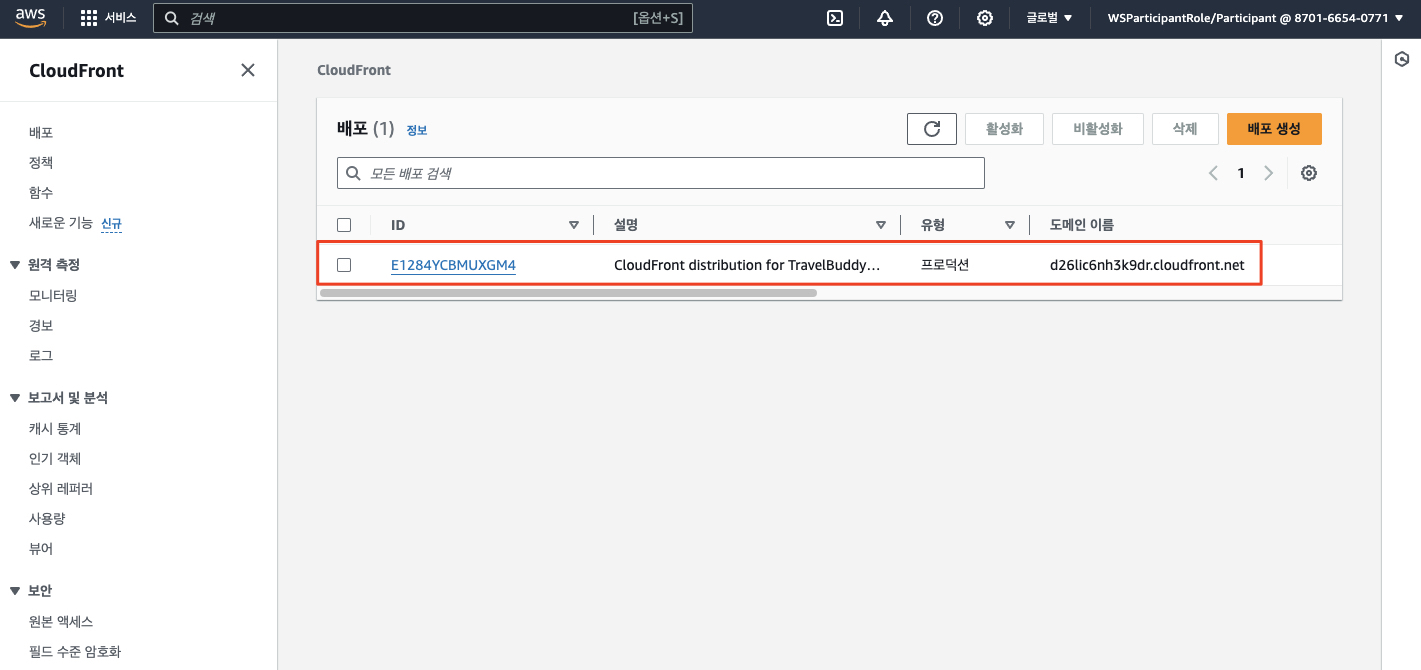 aws 서비스 검색 [옵션+S] 글로벌 WSParticipantRole/Participant @ 8701-6654-0771
CloudFront
배포
정책
함수
새로운 기능 신규
원격 측정
모니터링
경보
로그
보고서 및 분석
캐시 통계
인기 객체
상위 레퍼러
사용량
뷰어
보안
원본 액세스
필드 수준 암호화
CloudFront
배포 (1) 정보 활성화 비활성화 삭제 배포 생성
모든 배포 검색 1
ID 설명 유형 도메인 이름
E1284YCBMUXGM4 CloudFront distribution for TravelBuddy... 프로덕션 d26lic6nh3k9dr.cloudfront.net